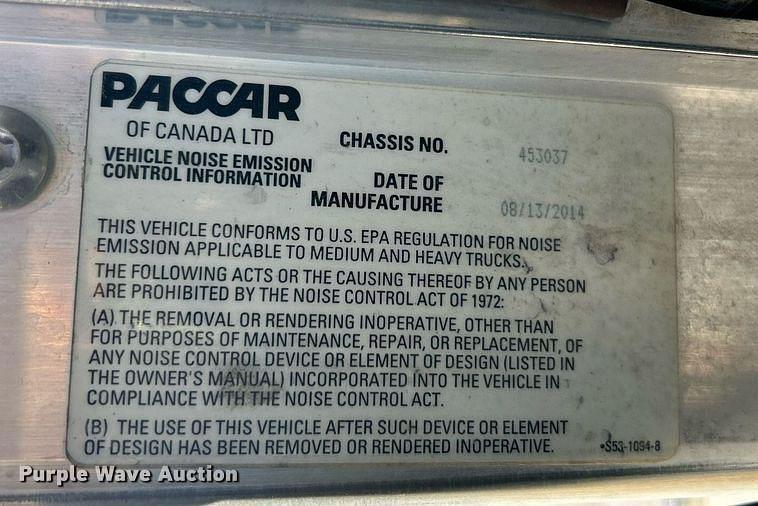 PACCAR
OF CANADA LTD
VEHICLE NOISE EMISSION
CONTROL INFORMATION
CHASSIS NO. 453037
DATE OF
MANUFACTURE 08/13/2014
THIS VEHICLE CONFORMS TO U.S. EPA REGULATION FOR NOISE
EMISSION APPLICABLE TO MEDIUM AND HEAVY TRUCKS.
THE FOLLOWING ACTS OR THE CAUSING THEREOF BY ANY PERSON
ARE PROHIBITED BY THE NOISE CONTROL ACT OF 1972:
(A) THE REMOVAL OR RENDERING INOPERATIVE, OTHER THAN
FOR PURPOSES OF MAINTENANCE, REPAIR, OR REPLACEMENT, OF
ANY NOISE CONTROL DEVICE OR ELEMENT OF DESIGN (LISTED IN
THE OWNER'S MANUAL) INCORPORATED INTO THE VEHICLE IN
COMPLIANCE WITH THE NOISE CONTROL ACT.
(B) THE USE OF THIS VEHICLE AFTER SUCH DEVICE OR ELEMENT
OF DESIGN HAS BEEN REMOVED OR RENDERED INOPERATIVE.
•S53-1094-8
Purple Wave Auction